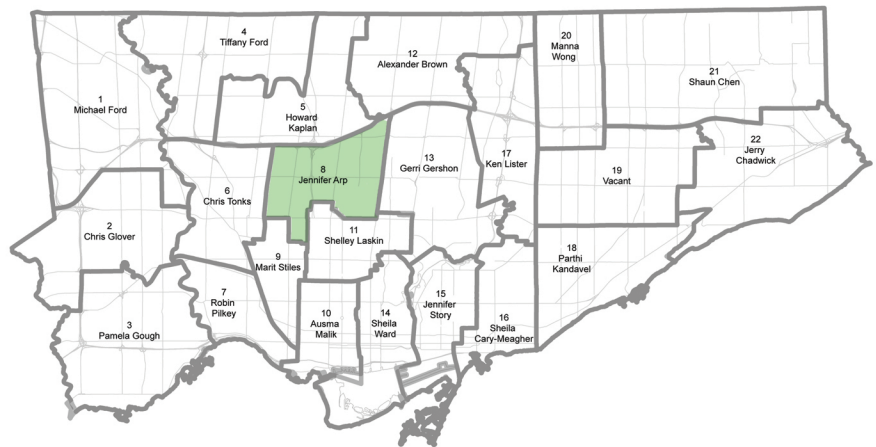 1
Michael Ford
2
Chris Glover
3
Pamela Gough
4
Tiffany Ford
5
Howard
Kaplan
6
Chris Tonks
7
Robin
Pilkey
8
Jennifer Arp
9
Marit Stiles
10
Ausma
Malik
11
Shelley Laskin
12
Alexander Brown
13
Gerri Gershon
14
Sheila
Ward
15
Jennifer
Story
16
Sheila
Cary-Meagher
17
Ken Lister
18
Parthi
Kandavel
19
Vacant
20
Manna
Wong
21
Shaun Chen
22
Jerry
Chadwick